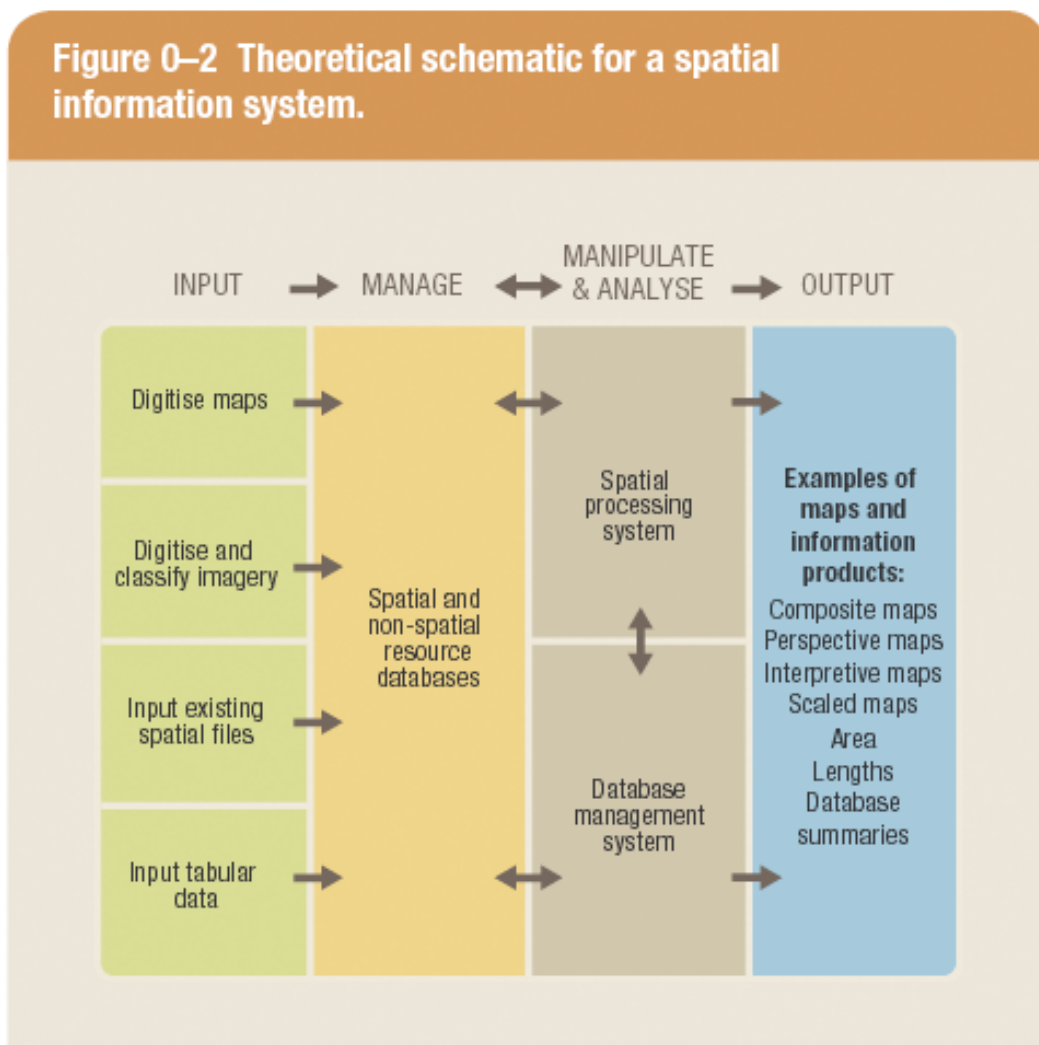 Figure 0–2 Theoretical schematic for a spatial
information system.
INPUT
MANAGE
MANIPULATE
& ANALYSE
OUTPUT
Digitise maps
Digitise and
classify imagery
Input existing
spatial files
Input tabular
data
Spatial and
non-spatial
resource
databases
Spatial
processing
system
Database
management
system
Examples of
maps and
information
products:
Composite maps
Perspective maps
Interpretive maps
Scaled maps
Area
Lengths
Database
summaries